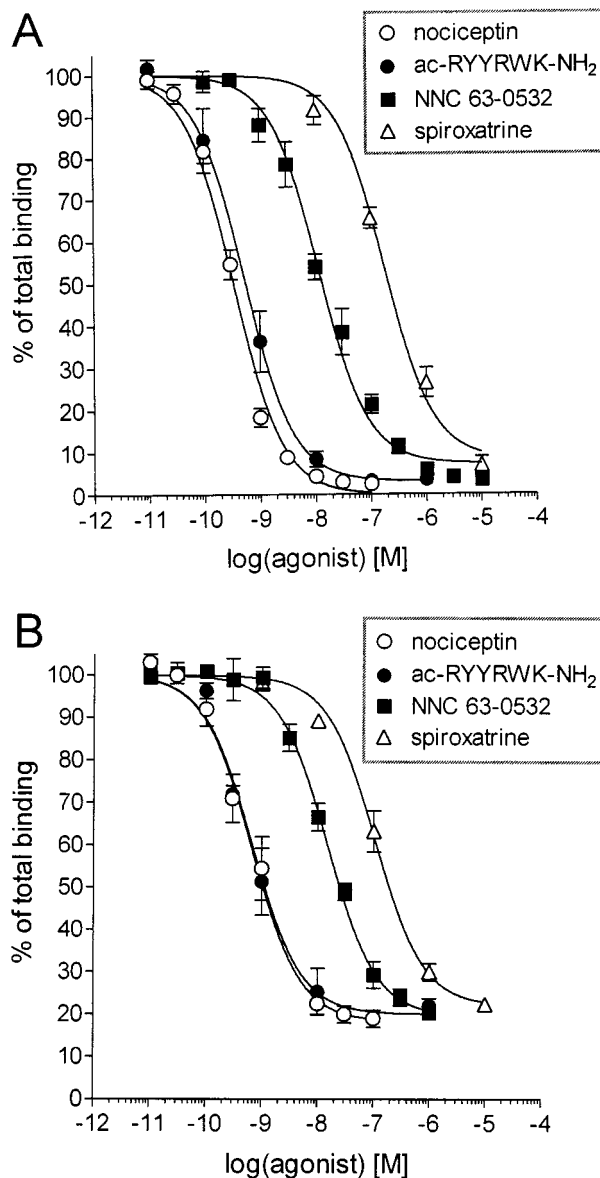 A
nociceptin
ac-RYYRWK-NH₂
NNC 63-0532
spiroxatrine
100
90
80
70
60
50
40
30
20
10
0
% of total binding
-12 -11 -10 -9 -8 -7 -6 -5 -4
log(agonist) [M]
B
nociceptin
ac-RYYRWK-NH₂
NNC 63-0532
spiroxatrine
100
90
80
70
60
50
40
30
20
10
0
% of total binding
-12 -11 -10 -9 -8 -7 -6 -5 -4
log(agonist) [M]